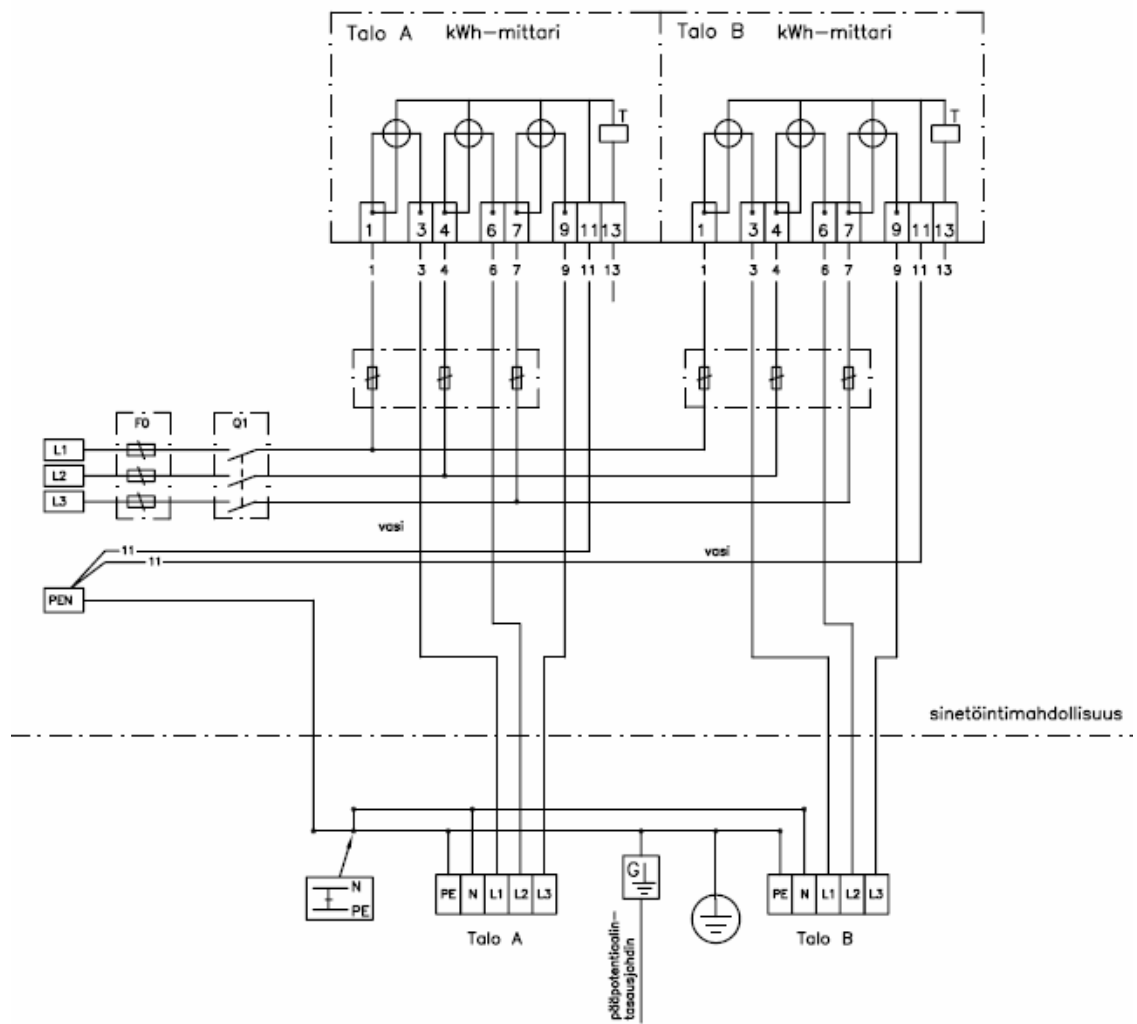 Talo A kWh-mittari Talo B kWh-mittari
T T
1 3 4 6 7 9 11 13 1 3 4 6 7 9 11 13
1 3 4 6 7 9 11 13 1 3 4 6 7 9 11 13
F0 Q1
L1
L2
L3
vasi
11 vasi
11
PEN
sinetöintimahdollisuus
G
N
PE
PE N L1 L2 L3 PE N L1 L2 L3
Talo A Talo B
pääpotentiaalin-
tasausjohdin